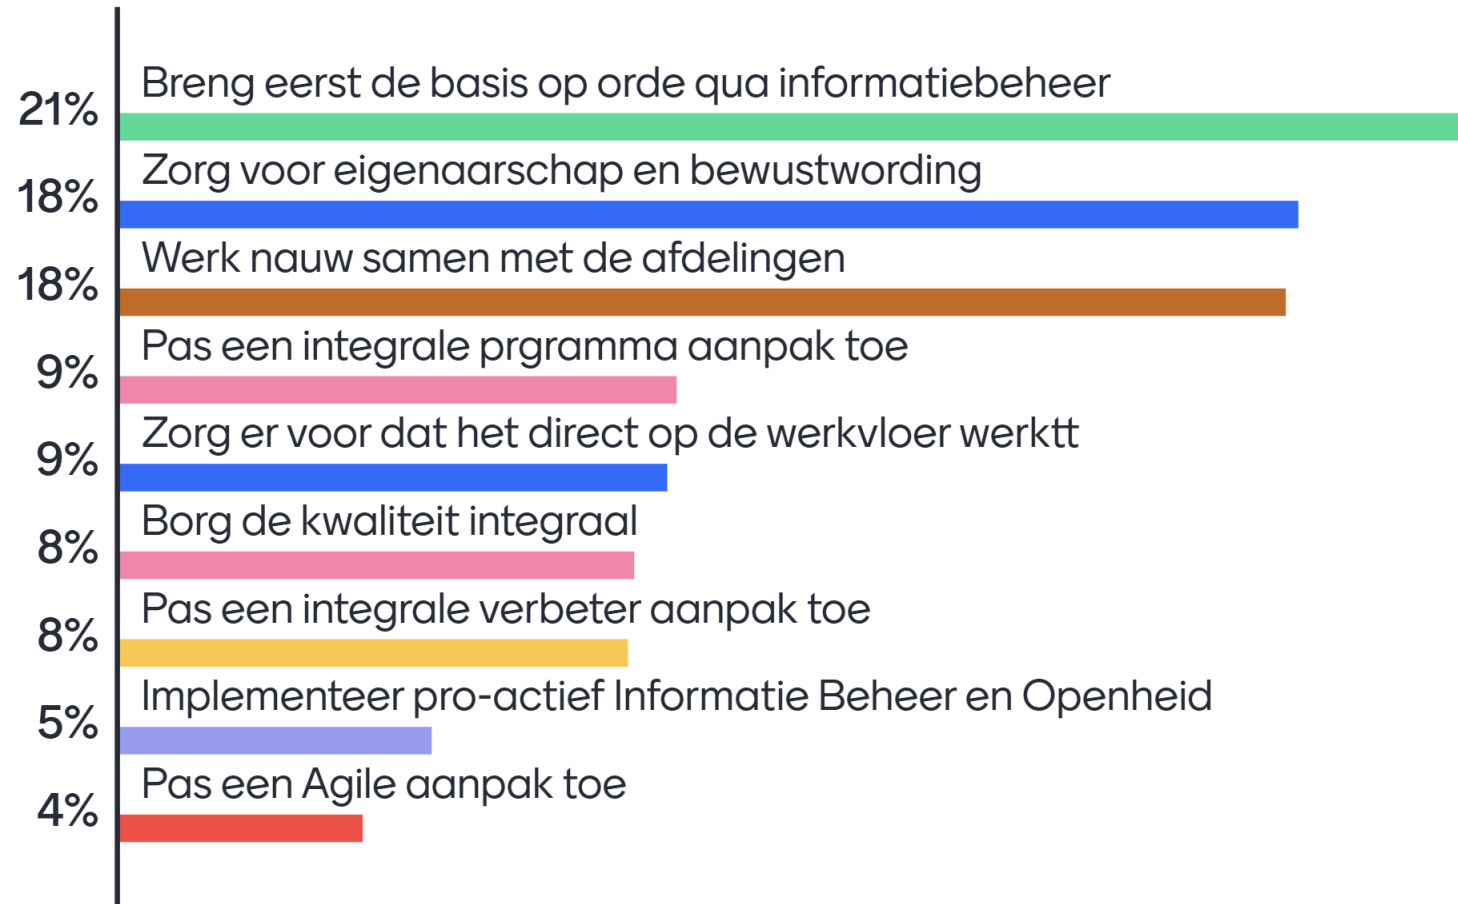 Breng eerst de basis op orde qua informatiebeheer
21%
Zorg voor eigenaarschap en bewustwording
18%
Werk nauw samen met de afdelingen
18%
Pas een integrale prgramma aanpak toe
9%
Zorg er voor dat het direct op de werkvloer werktt
9%
Borg de kwaliteit integraal
8%
Pas een integrale verbeter aanpak toe
8%
Implementeer pro-actief Informatie Beheer en Openheid
5%
Pas een Agile aanpak toe
4%